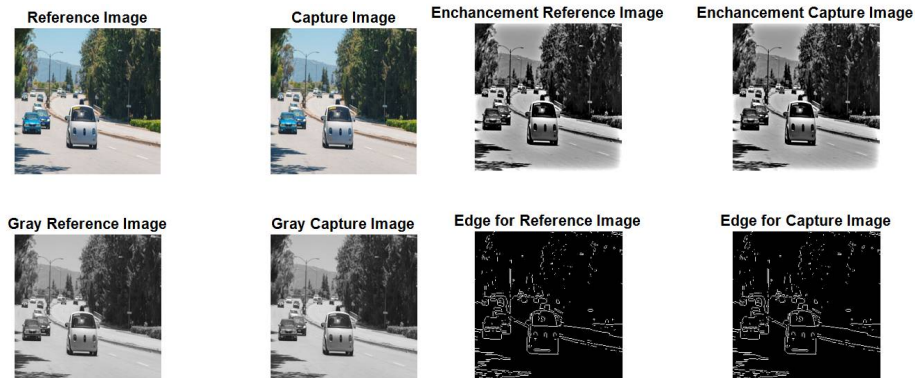 Reference Image
Capture Image
Enchancement Reference Image
Enchancement Capture Image
Gray Reference Image
Gray Capture Image
Edge for Reference Image
Edge for Capture Image